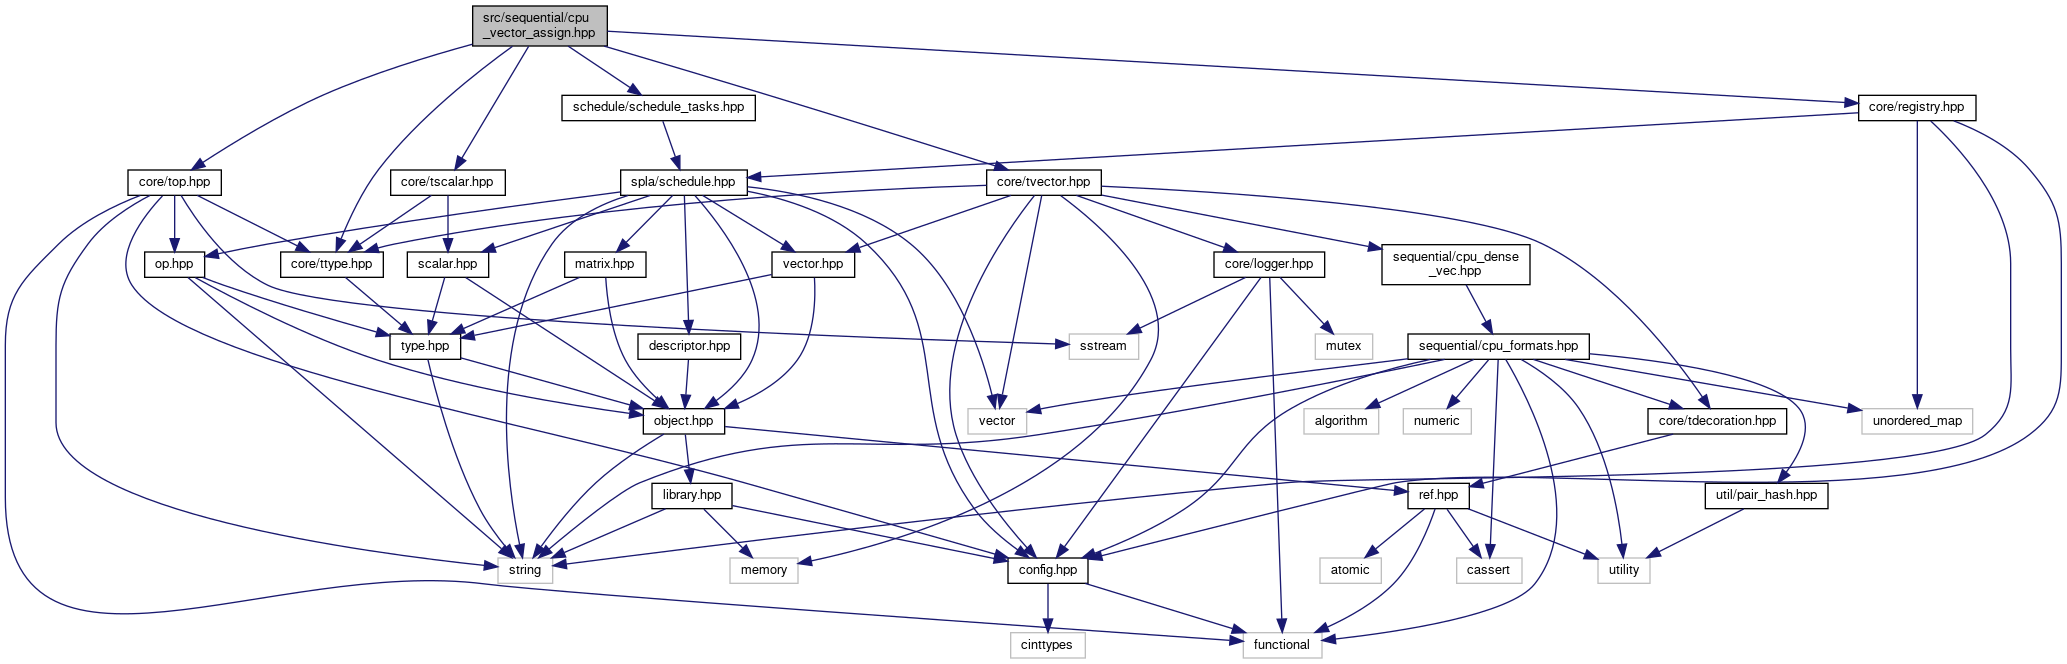 src/sequential/cpu
_vector_assign.hpp
schedule/schedule_tasks.hpp
core/registry.hpp
core/top.hpp
core/tscalar.hpp
spla/schedule.hpp
core/tvector.hpp
op.hpp
core/ttype.hpp
scalar.hpp
matrix.hpp
vector.hpp
core/logger.hpp
sequential/cpu_dense
_vec.hpp
type.hpp
descriptor.hpp
sstream
mutex
sequential/cpu_formats.hpp
object.hpp
vector
algorithm
numeric
core/tdecoration.hpp
unordered_map
library.hpp
ref.hpp
util/pair_hash.hpp
string
memory
config.hpp
atomic
cassert
utility
cinttypes
functional